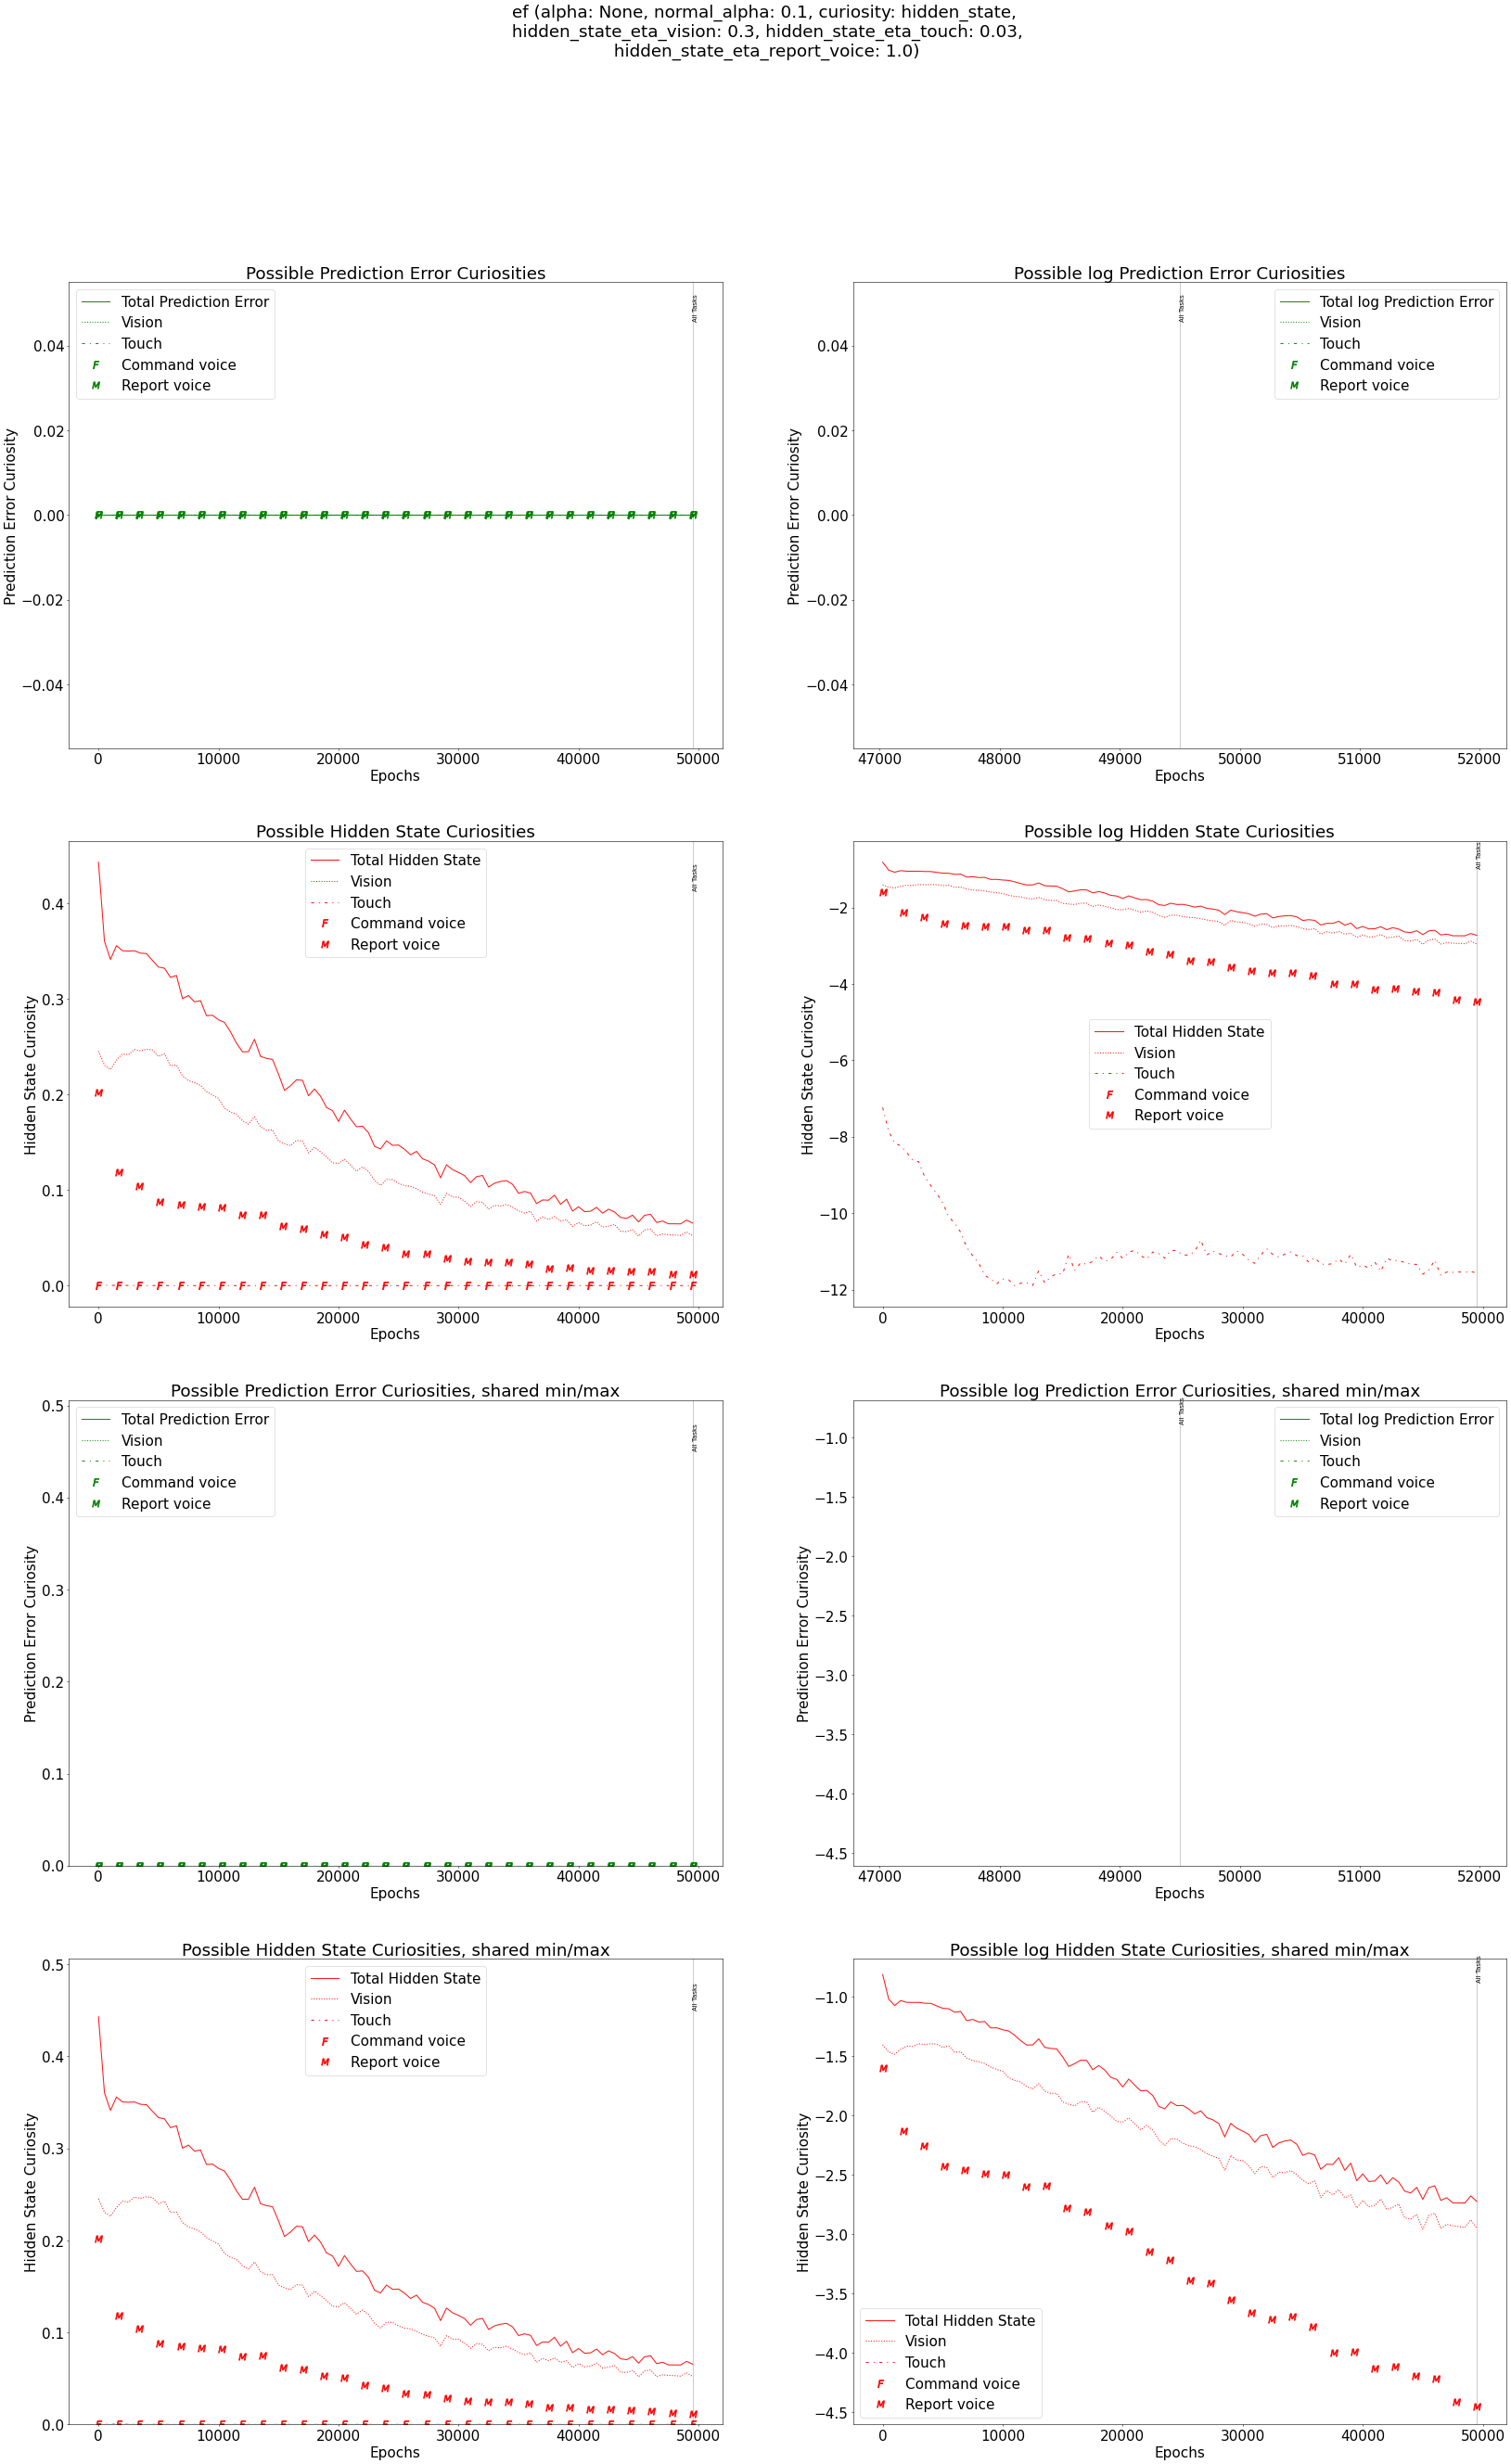 ef (alpha: None, normal_alpha: 0.1, curiosity: hidden_state,
hidden_state_eta_vision: 0.3, hidden_state_eta_touch: 0.03,
hidden_state_eta_report_voice: 1.0)
Possible Prediction Error Curiosities
Total Prediction Error
Vision
Touch
Command voice
Report voice
All Tasks
Prediction Error Curiosity
0.04
0.02
0.00
−0.02
−0.04
0 10000 20000 30000 40000 50000
Epochs
Possible log Prediction Error Curiosities
Total log Prediction Error
Vision
Touch
Command voice
Report voice
All Tasks
Prediction Error Curiosity
0.04
0.02
0.00
−0.02
−0.04
47000 48000 49000 50000 51000 52000
Epochs
Possible Hidden State Curiosities
Total Hidden State
Vision
Touch
Command voice
Report voice
All Tasks
Hidden State Curiosity
0.4
0.3
0.2
0.1
0.0
0 10000 20000 30000 40000 50000
Epochs
Possible log Hidden State Curiosities
All Tasks
Total Hidden State
Vision
Touch
Command voice
Report voice
Hidden State Curiosity
−2
−4
−6
−8
−10
−12
0 10000 20000 30000 40000 50000
Epochs
Possible Prediction Error Curiosities, shared min/max
Total Prediction Error
Vision
Touch
Command voice
Report voice
All Tasks
Prediction Error Curiosity
0.5
0.4
0.3
0.2
0.1
0.0
0 10000 20000 30000 40000 50000
Epochs
Possible log Prediction Error Curiosities, shared min/max
Total log Prediction Error
Vision
Touch
Command voice
Report voice
All Tasks
Prediction Error Curiosity
−1.0
−1.5
−2.0
−2.5
−3.0
−3.5
−4.0
−4.5
47000 48000 49000 50000 51000 52000
Epochs
Possible Hidden State Curiosities, shared min/max
Total Hidden State
Vision
Touch
Command voice
Report voice
All Tasks
Hidden State Curiosity
0.5
0.4
0.3
0.2
0.1
0.0
0 10000 20000 30000 40000 50000
Epochs
Possible log Hidden State Curiosities, shared min/max
All Tasks
Total Hidden State
Vision
Touch
Command voice
Report voice
Hidden State Curiosity
−1.0
−1.5
−2.0
−2.5
−3.0
−3.5
−4.0
−4.5
0 10000 20000 30000 40000 50000
Epochs